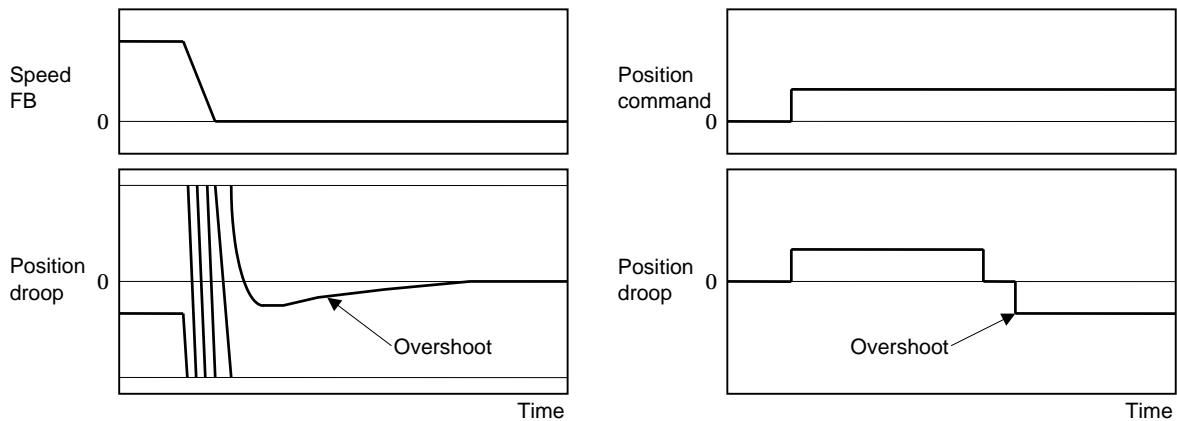 Speed
FB
0
Position
droop
0
Overshoot
Time
Position
command
0
Position
droop
0
Overshoot
Time